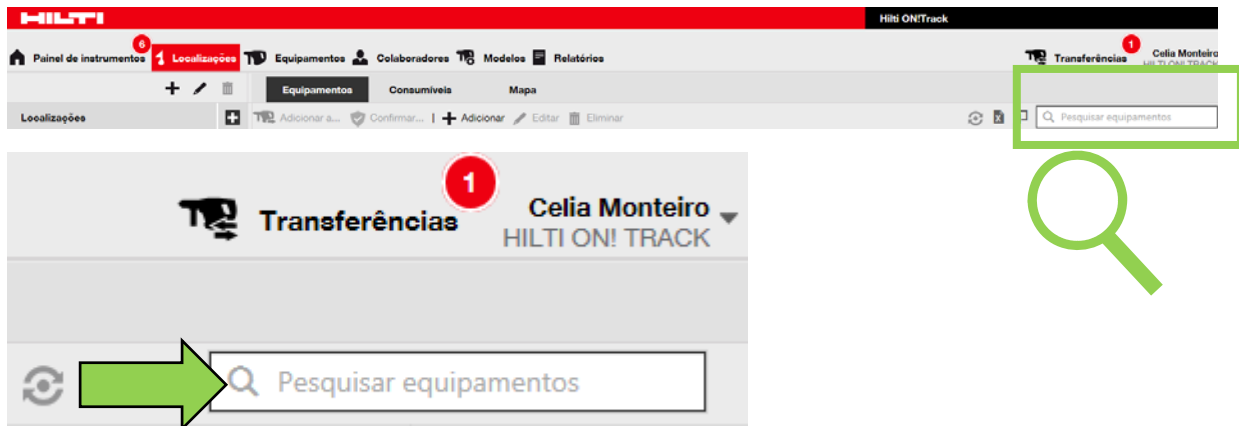 HILTI
Hilti ON!Track
6
Painel de instrumentos Localizações Equipamentos Colaboradores Modelos Relatórios
1
Transferências Celia Monteiro
HILTI ON! TRACK
Equipamentos Consumíveis Mapa
Localizações Adicionar a... Confirmar... | Adicionar Editar Eliminar Pesquisar equipamentos
1
Transferências Celia Monteiro
HILTI ON! TRACK
Pesquisar equipamentos